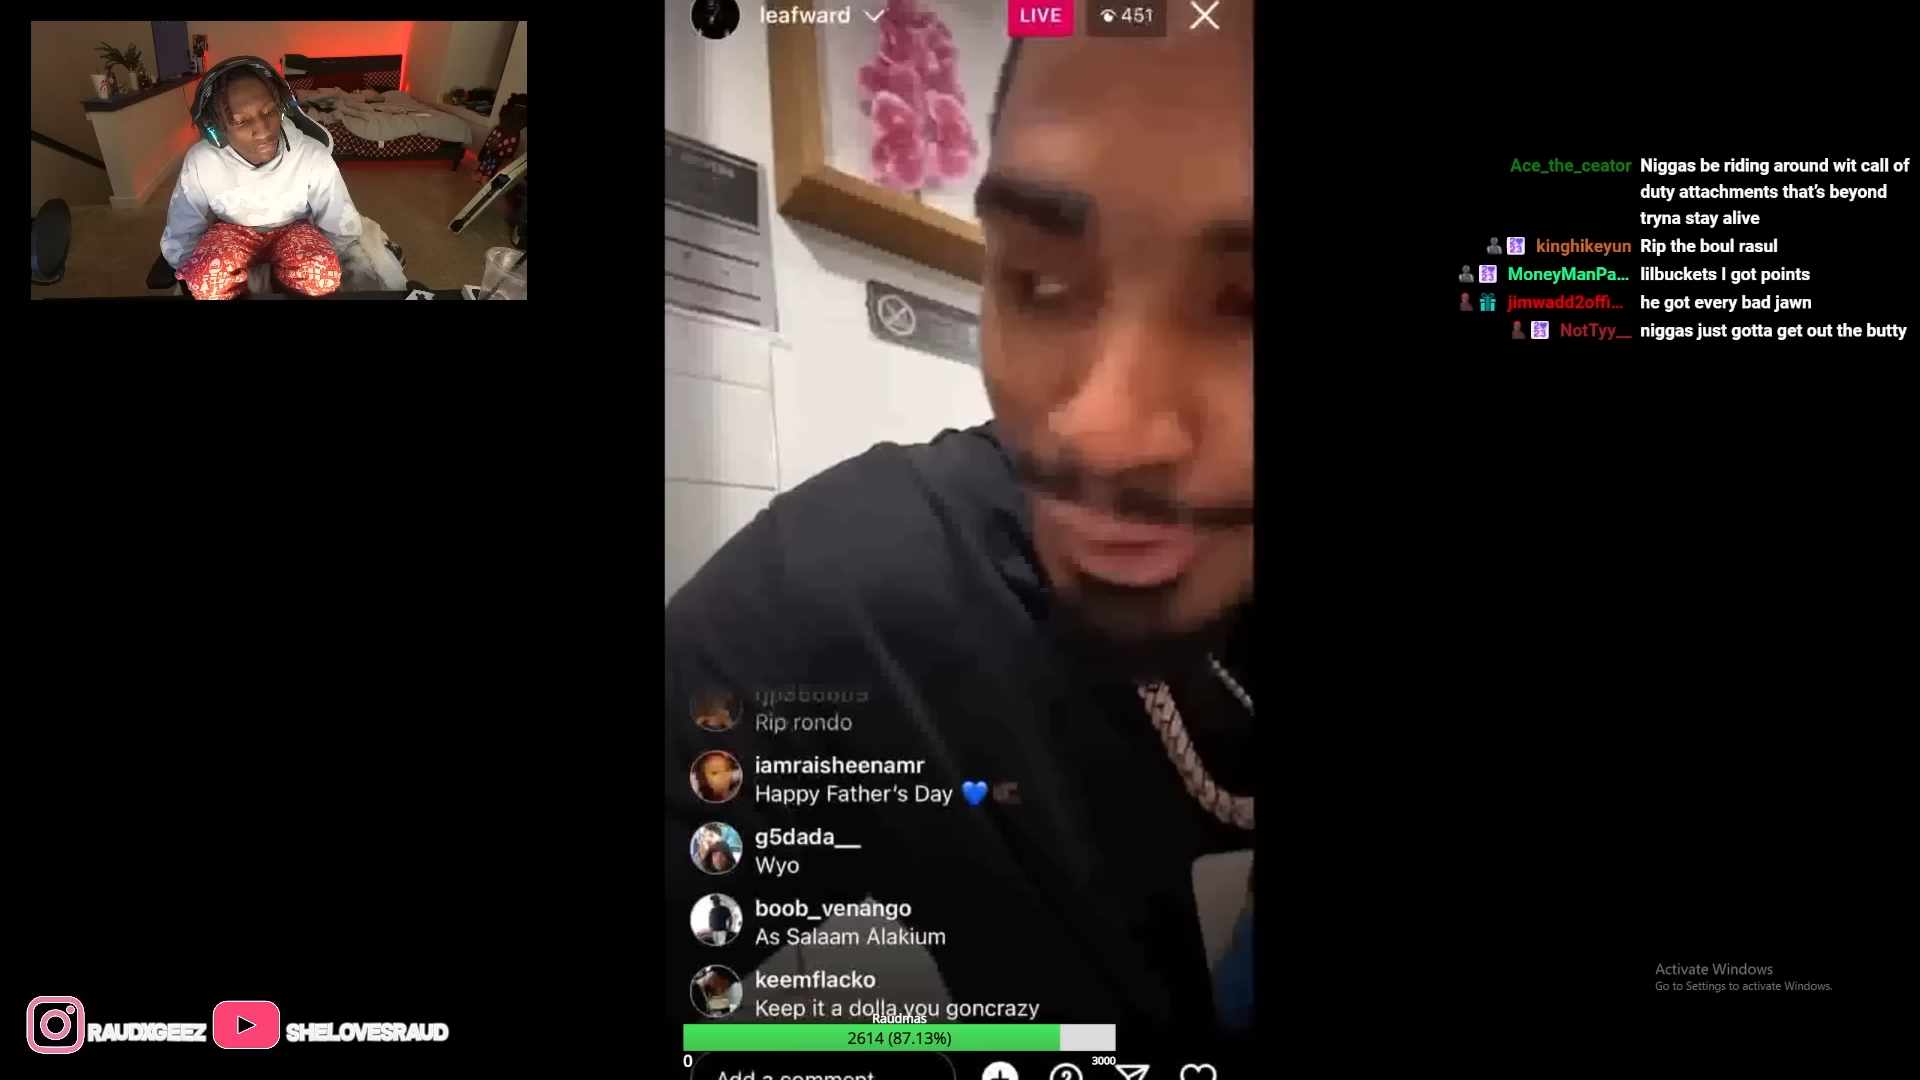 leafward
LIVE
451
Ace_the_ceator Niggas be riding around wit call of
duty attachments that's beyond
tryna stay alive
kinghikeyun Rip the boul rasul
MoneyManPa... lilbuckets I got points
jimwadd2offi... he got every bad jawn
NotTyy__ niggas just gotta get out the butty
Rip rondo
iamraisheenamr
Happy Father's Day
g5dada__
Wyo
boob_venango
As Salaam Alakium
keemflacko
Keep it a dolla you goncrazy
Raudmas
2614 (87.13%)
0
3000
Add a comment
Activate Windows
Go to Settings to activate Windows.
RAUDXGEEZ
SHELOVESRAUD